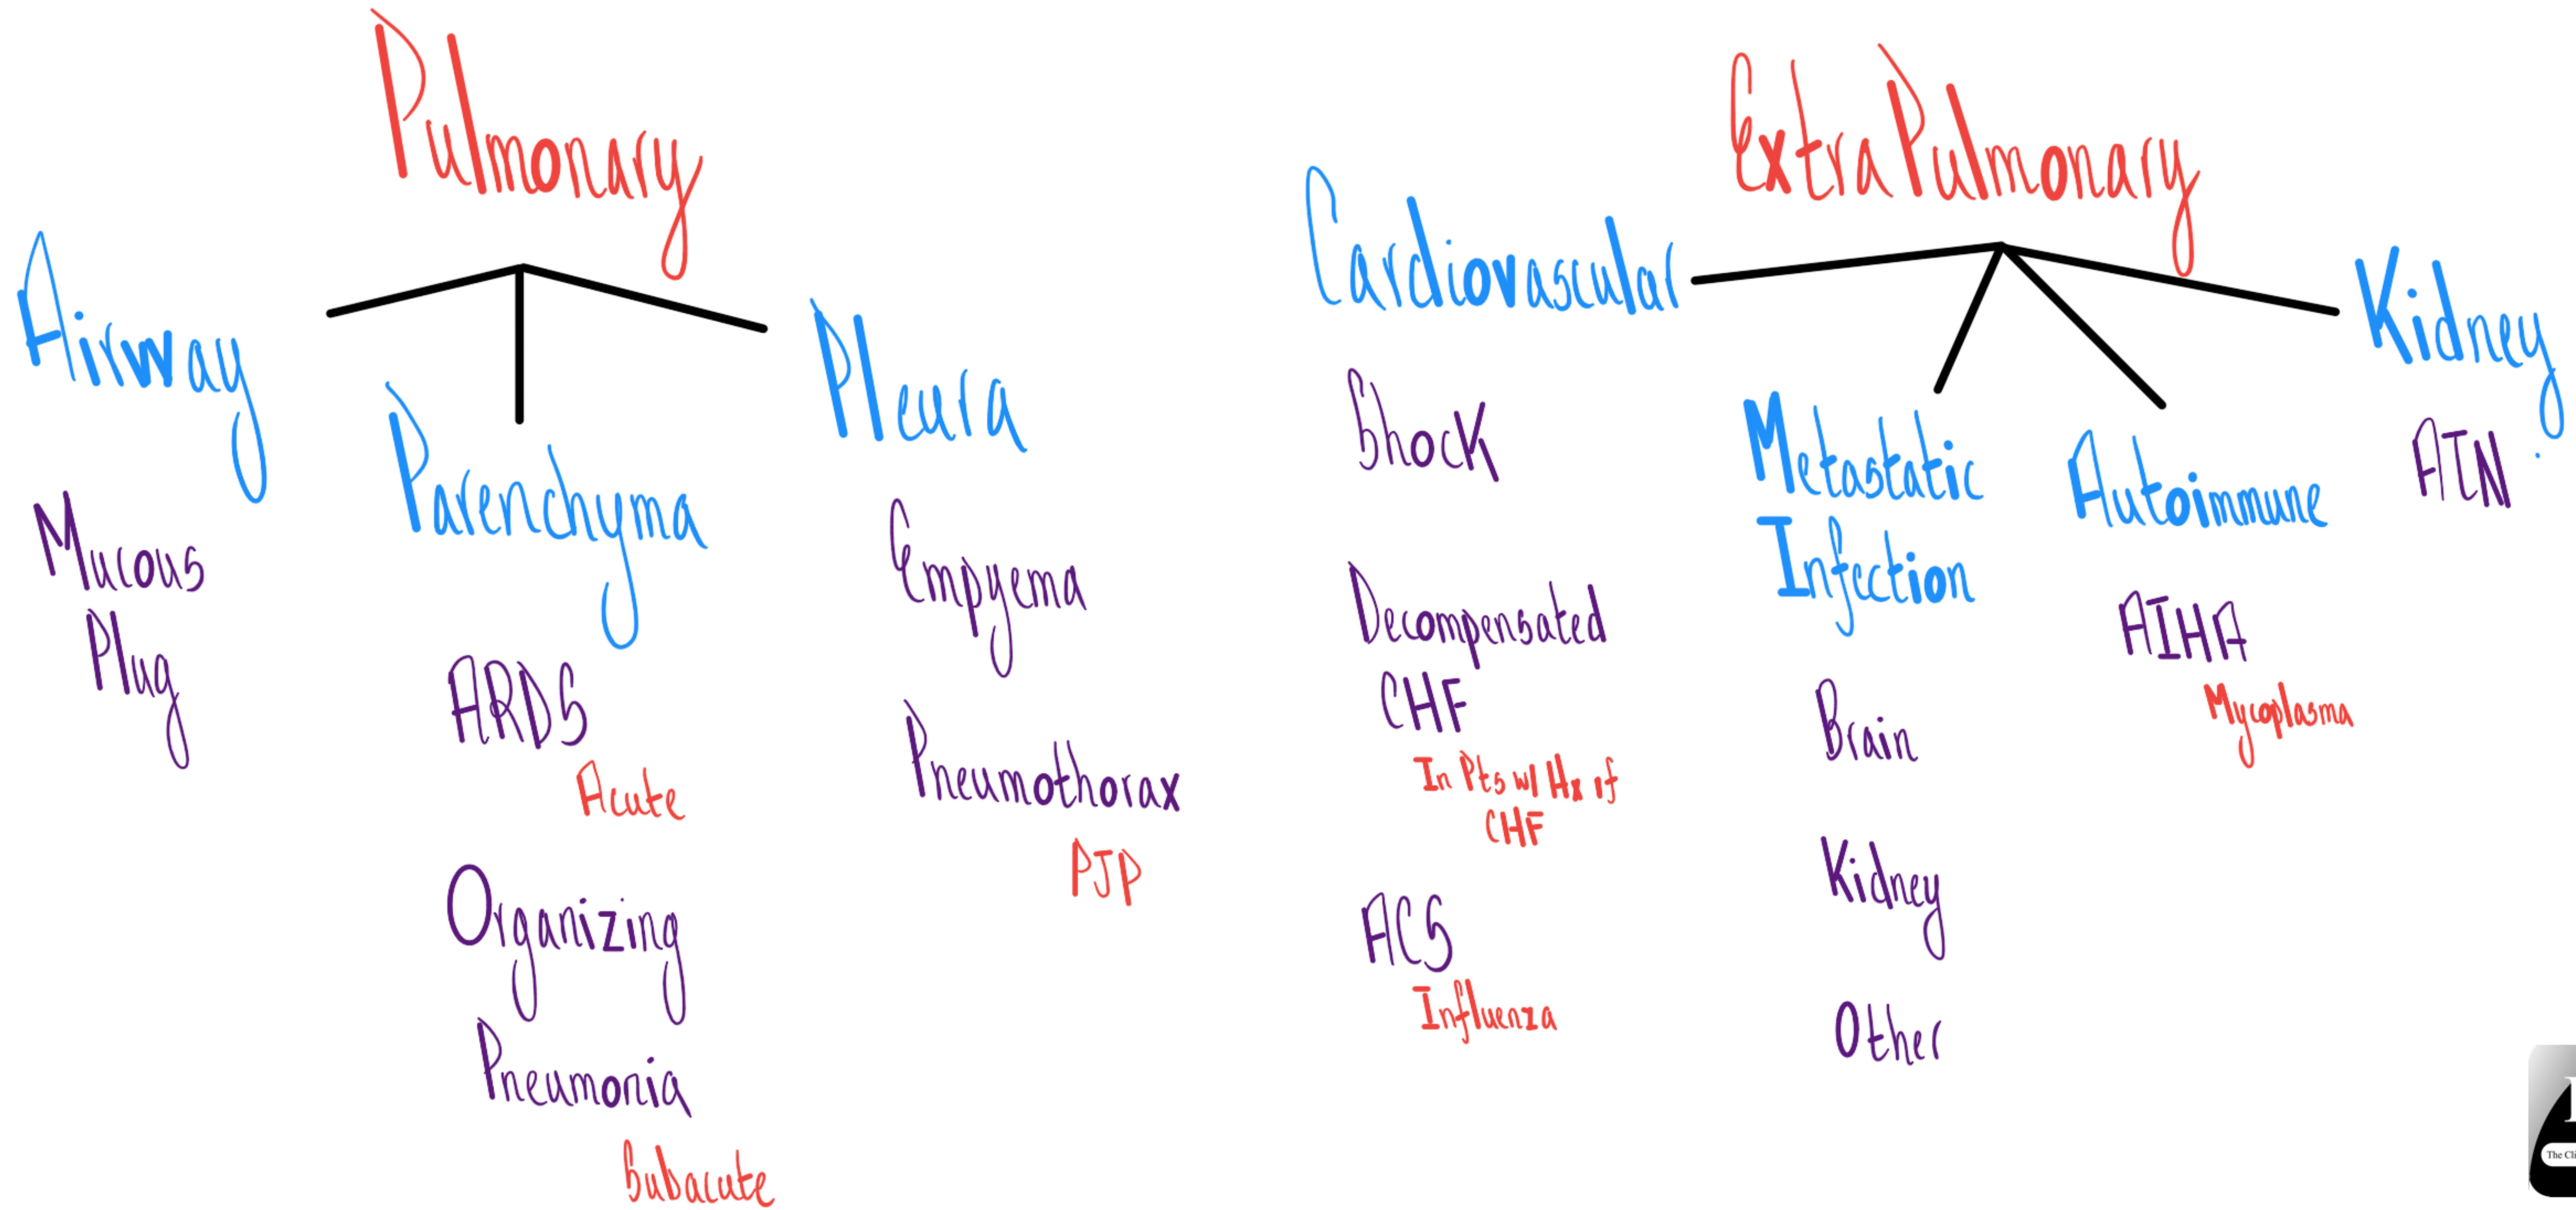 Pulmonary
Airway
Mucous
Plug
Parenchyma
ARDS
Acute
Organizing
Pneumonia
Subacute
Pleura
Empyema
Pneumothorax
PJP
ExtraPulmonary
Cardiovascular
Shock
Decompensated
CHF
In Pts w/ Hx of
CHF
ACS
Influenza
Metastatic
Infection
Brain
Kidney
Other
Autoimmune
AIHA
Mycoplasma
Kidney
ATN
The